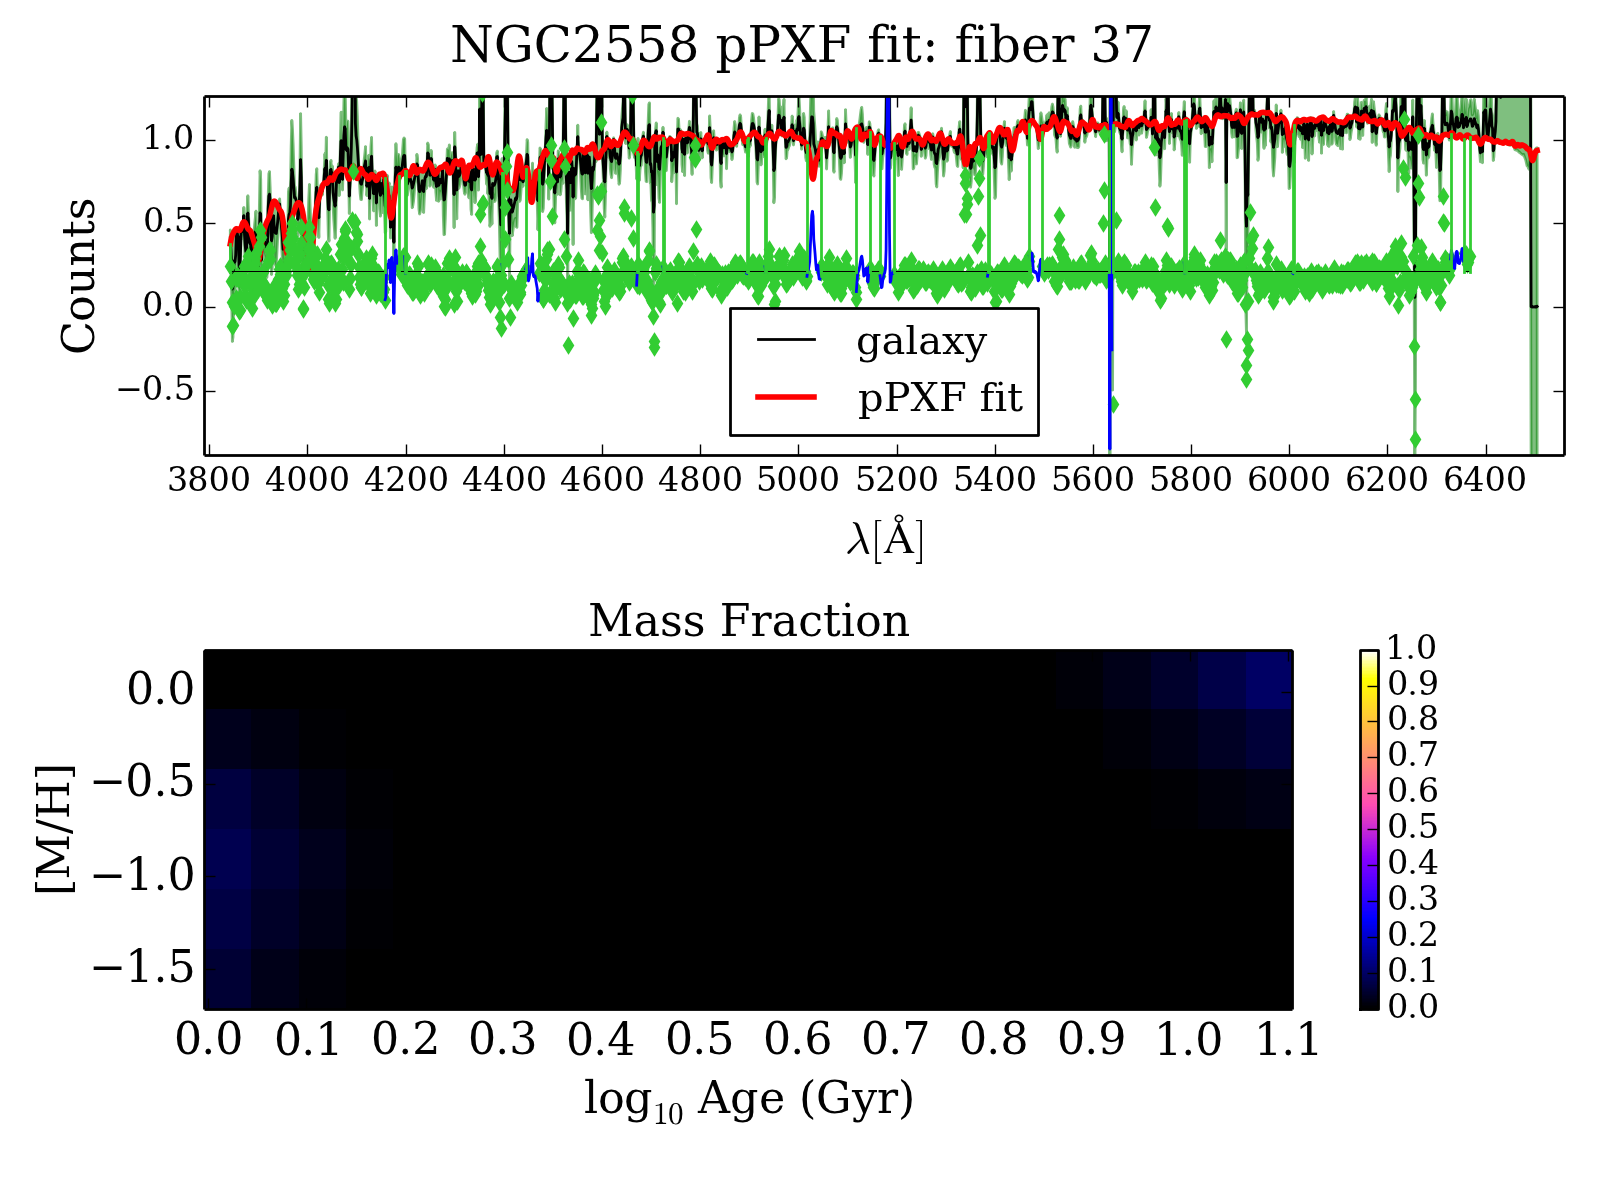 NGC2558 pPXF fit: fiber 37
Counts
1.0
0.5
0.0
−0.5
galaxy
pPXF fit
3800 4000 4200 4400 4600 4800 5000 5200 5400 5600 5800 6000 6200 6400
λ[Å]
Mass Fraction
[M/H]
0.0
−0.5
−1.0
−1.5
0.0 0.1 0.2 0.3 0.4 0.5 0.6 0.7 0.8 0.9 1.0 1.1
log₁₀ Age (Gyr)
1.0
0.9
0.8
0.7
0.6
0.5
0.4
0.3
0.2
0.1
0.0